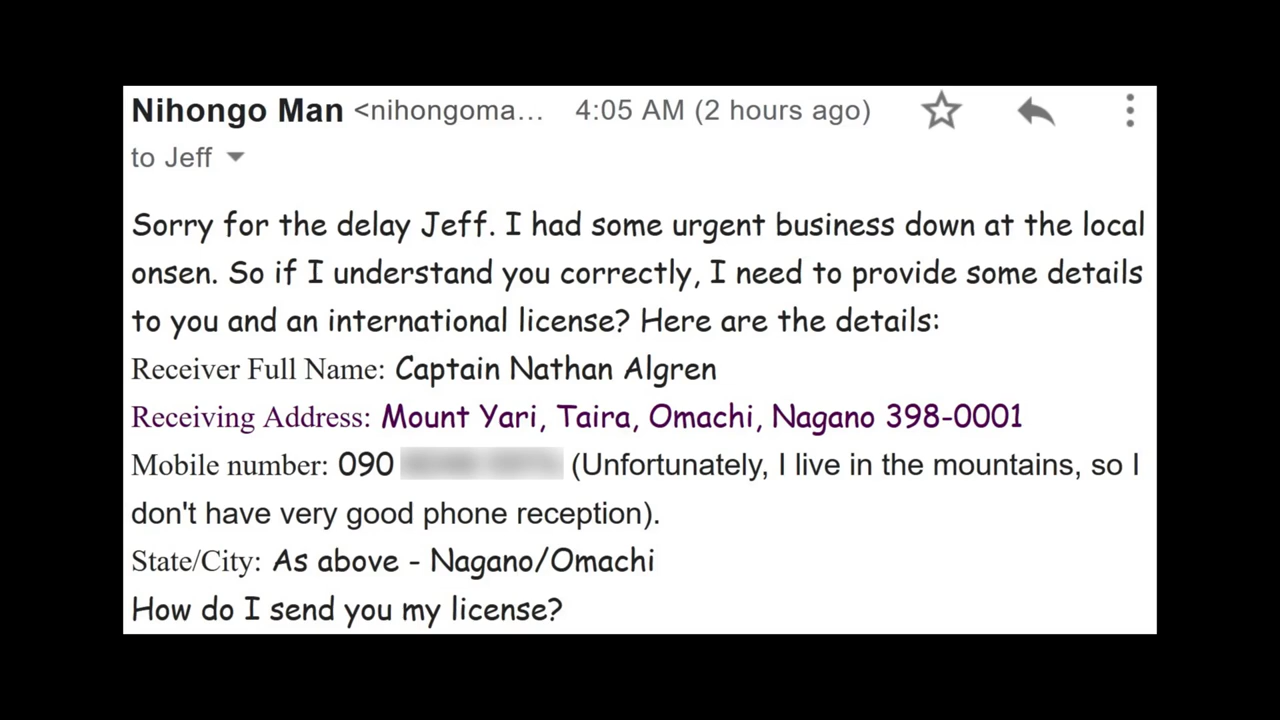 Nihongo Man <nihongoma... 4:05 AM (2 hours ago)
to Jeff
Sorry for the delay Jeff. I had some urgent business down at the local
onsen. So if I understand you correctly, I need to provide some details
to you and an international license? Here are the details:
Receiver Full Name: Captain Nathan Algren
Receiving Address: Mount Yari, Taira, Omachi, Nagano 398-0001
Mobile number: 090 (Unfortunately, I live in the mountains, so I
don't have very good phone reception).
State/City: As above - Nagano/Omachi
How do I send you my license?